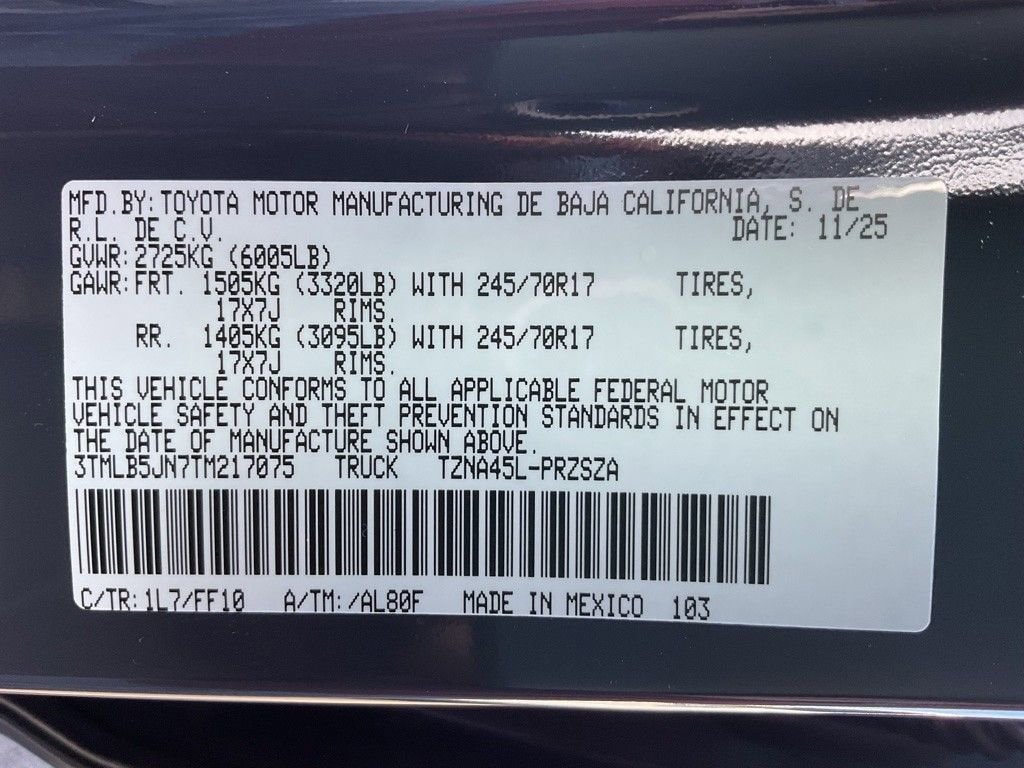 MFD.BY: TOYOTA MOTOR MANUFACTURING DE BAJA CALIFORNIA, S. DE
R.L. DE C.V. DATE: 11/25
GVWR: 2725KG (6005LB)
GAWR: FRT. 1505KG (3320LB) WITH 245/70R17 TIRES,
17X7J RIMS.
RR. 1405KG (3095LB) WITH 245/70R17 TIRES,
17X7J RIMS.
THIS VEHICLE CONFORMS TO ALL APPLICABLE FEDERAL MOTOR
VEHICLE SAFETY AND THEFT PREVENTION STANDARDS IN EFFECT ON
THE DATE OF MANUFACTURE SHOWN ABOVE.
3TMLB5JN7TM217075 TRUCK TZNA45L-PRZSZA
C/TR: 1L7/FF10 A/TM: /AL80F MADE IN MEXICO 103